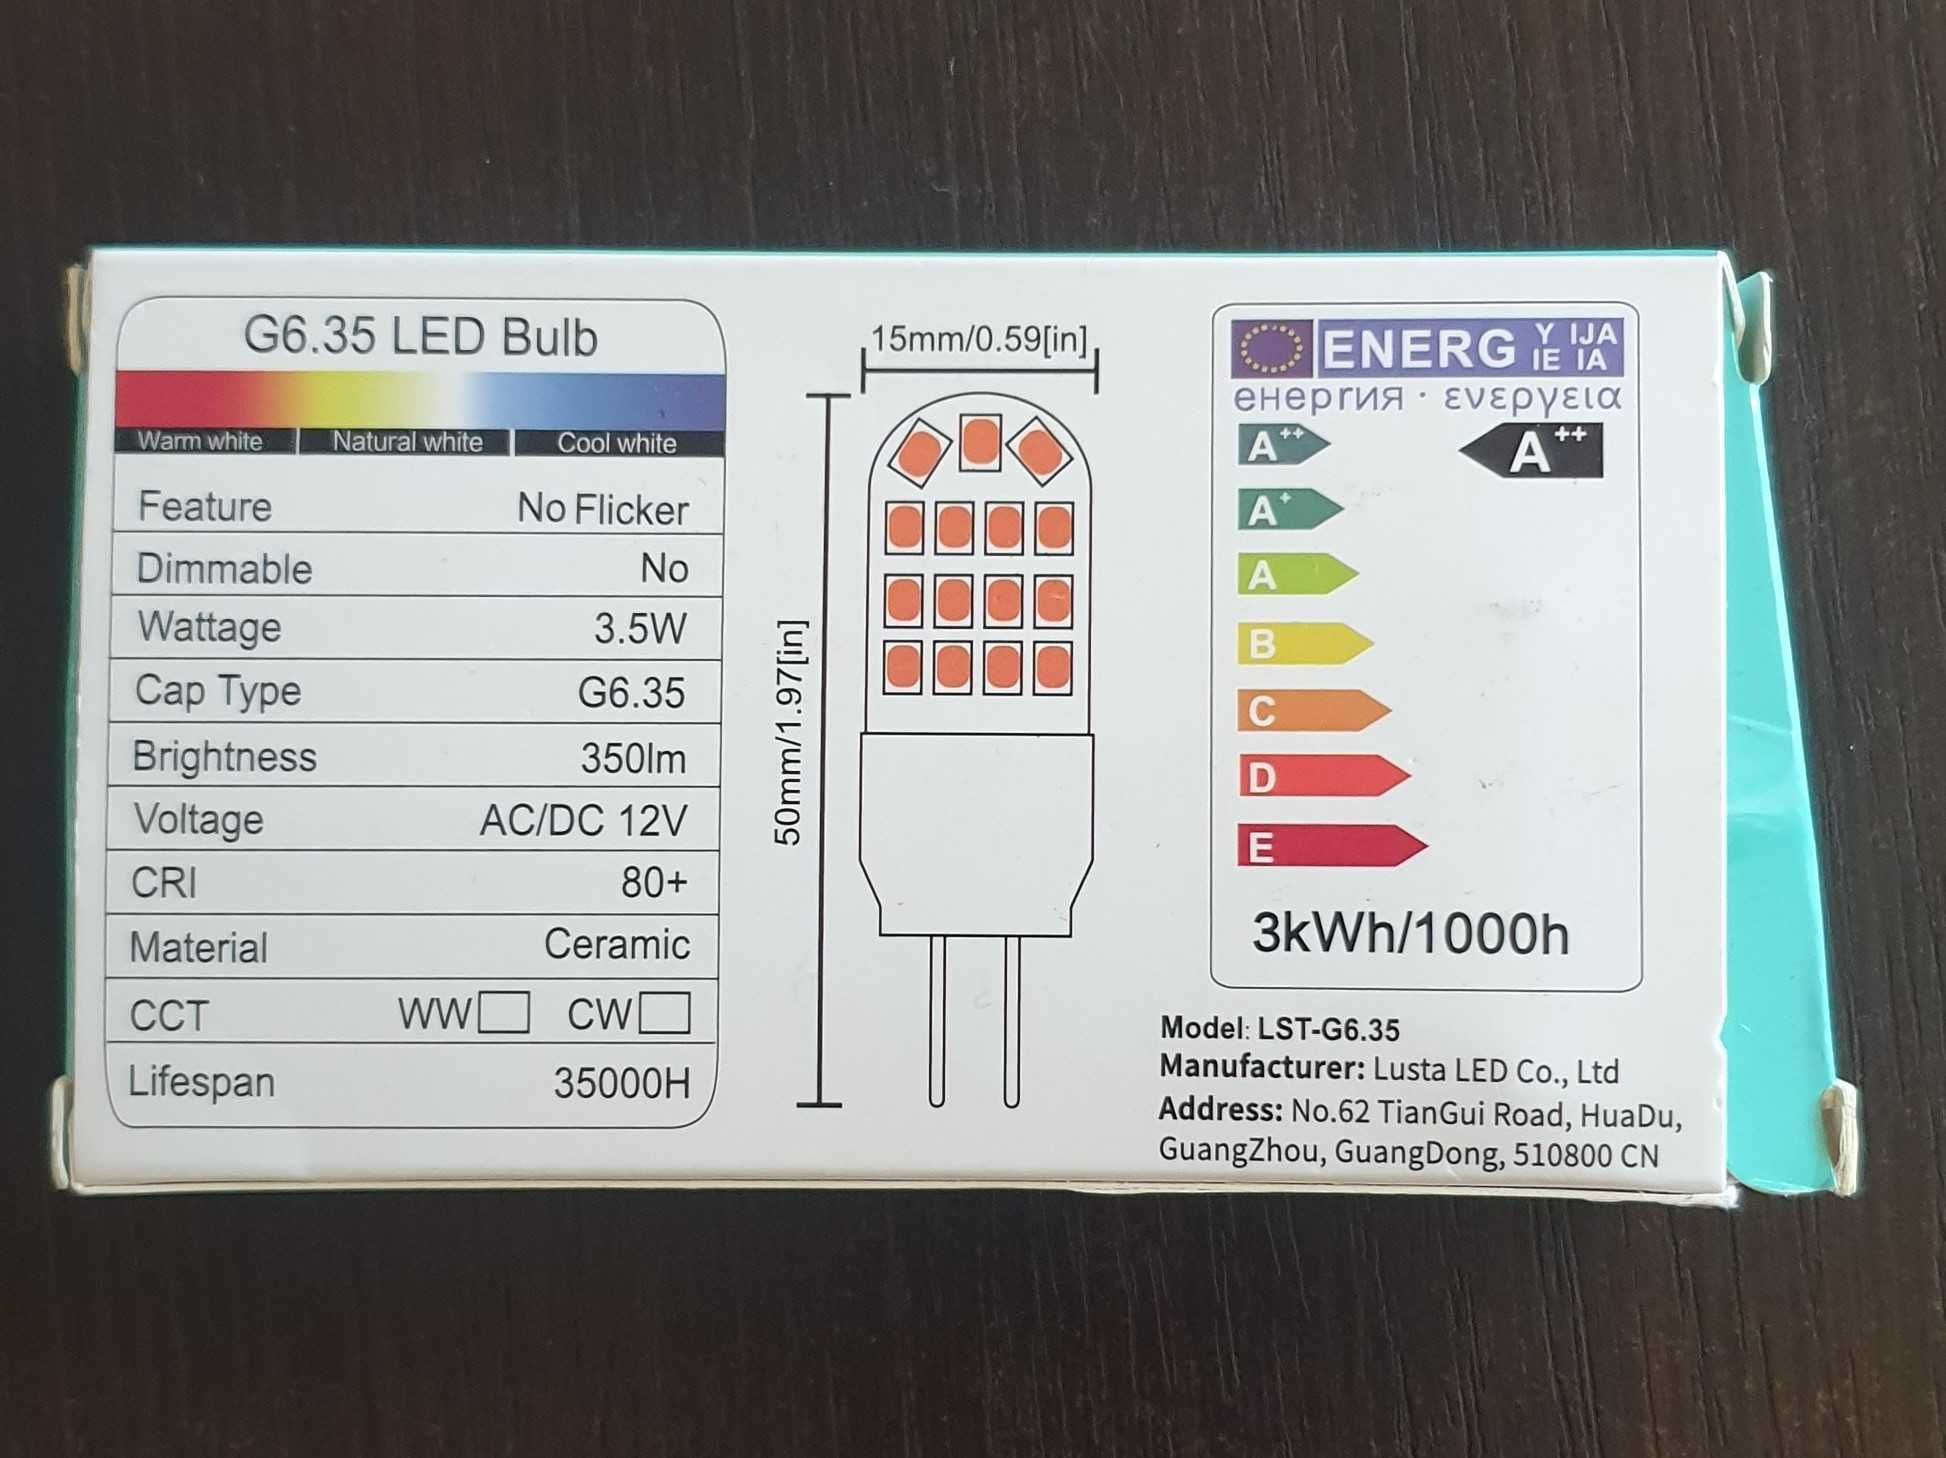 G6.35 LED Bulb
Warm white Natural white Cool white
Feature No Flicker
Dimmable No
Wattage 3.5W
Cap Type G6.35
Brightness 350lm
Voltage AC/DC 12V
CRI 80+
Material Ceramic
CCT WW CW
Lifespan 35000H
15mm/0.59[in]
50mm/1.97[in]
ENERG Y IJA
IE IA
енергия · ενεργεια
A++ A++
A+
A
B
C
D
E
3kWh/1000h
Model: LST-G6.35
Manufacturer: Lusta LED Co., Ltd
Address: No.62 TianGui Road, HuaDu,
GuangZhou, GuangDong, 510800 CN